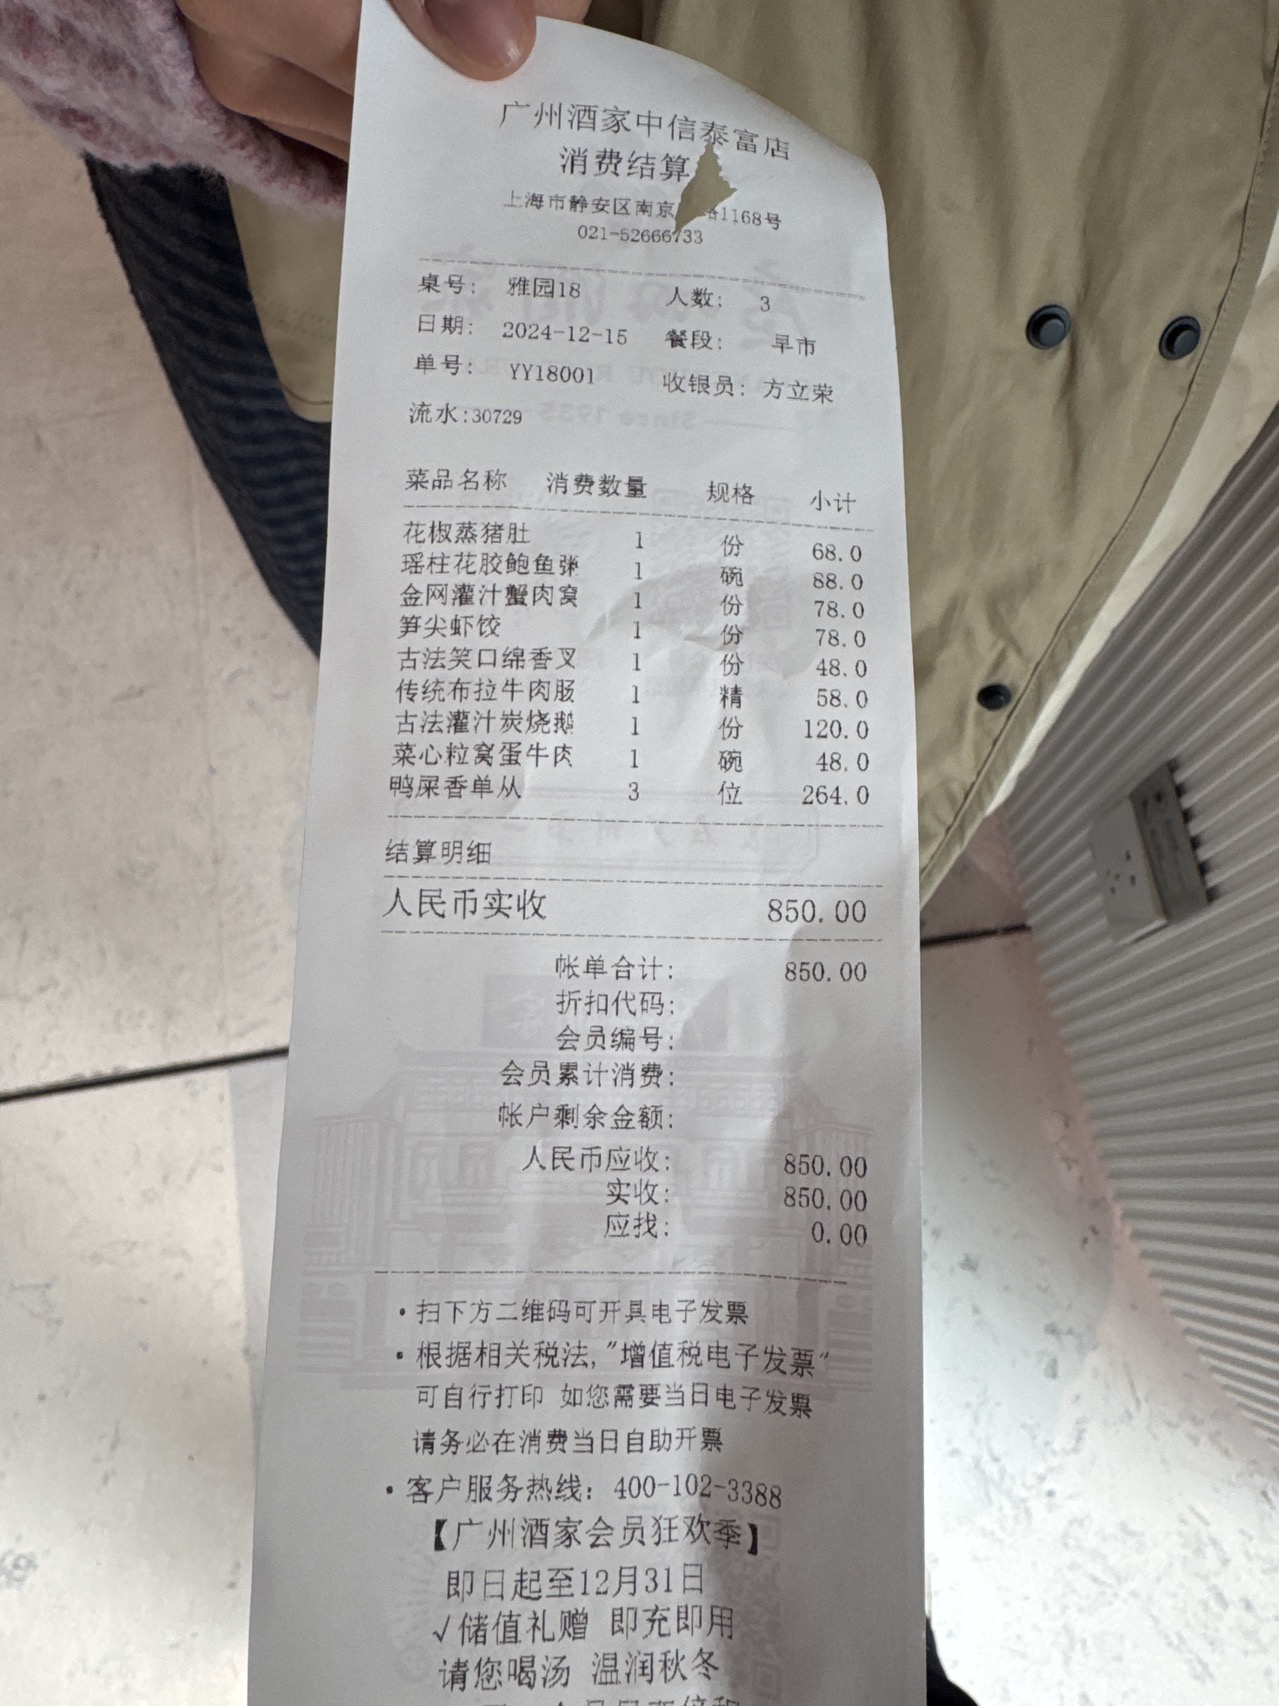 广州酒家中信泰富店
消费结算
上海市静安区南京 路1168号
021-52666733
桌号: 雅园18 人数: 3
日期: 2024-12-15 餐段: 早市
单号: YY18001 收银员: 方立荣
流水:30729
菜品名称 消费数量 规格 小计
花椒蒸猪肚 1 份 68.0
瑶柱花胶鲍鱼粥 1 碗 88.0
金网灌汁蟹肉窝 1 份 78.0
笋尖虾饺 1 份 78.0
古法笑口绵香叉 1 份 48.0
传统布拉牛肉肠 1 精 58.0
古法灌汁炭烧鹅 1 份 120.0
菜心粒窝蛋牛肉 1 碗 48.0
鸭屎香单从 3 位 264.0
结算明细
人民币实收 850.00
帐单合计: 850.00
折扣代码:
会员编号:
会员累计消费:
帐户剩余金额:
人民币应收: 850.00
实收: 850.00
应找: 0.00
·扫下方二维码可开具电子发票
·根据相关税法,"增值税电子发票"
可自行打印 如您需要当日电子发票
请务必在消费当日自助开票
·客户服务热线: 400-102-3388
【广州酒家会员狂欢季】
即日起至12月31日
√储值礼赠 即充即用
请您喝汤 温润秋冬